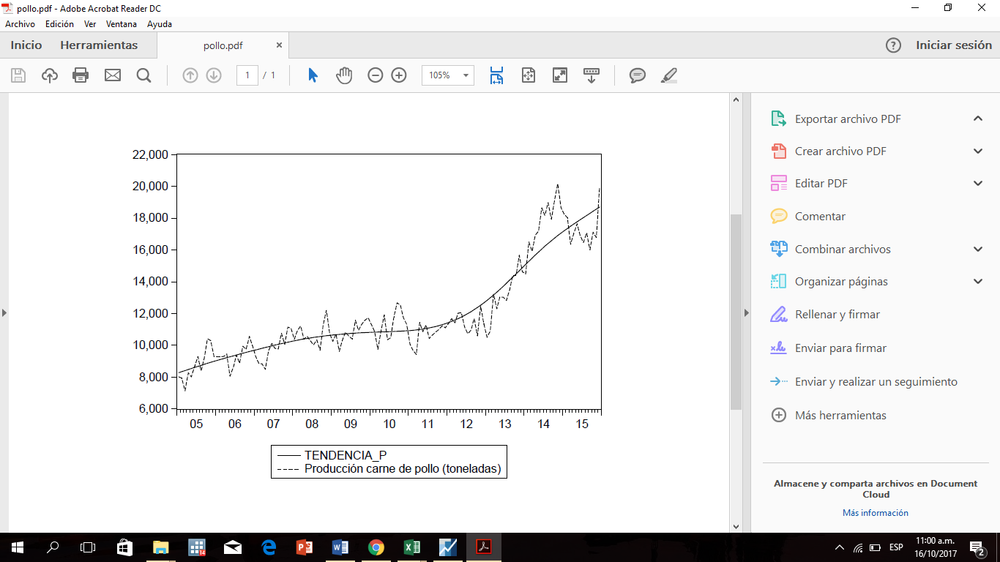 pollo.pdf - Adobe Acrobat Reader DC
Archivo Edición Ver Ventana Ayuda
Inicio Herramientas pollo.pdf × ? Iniciar sesión
1 / 1 105%
22,000
20,000
18,000
16,000
14,000
12,000
10,000
8,000
6,000
05 06 07 08 09 10 11 12 13 14 15
TENDENCIA_P
Producción carne de pollo (toneladas)
Exportar archivo PDF
Crear archivo PDF
Editar PDF
Comentar
Combinar archivos
Organizar páginas
Rellenar y firmar
Enviar para firmar
Enviar y realizar un seguimiento
Más herramientas
Almacene y comparta archivos en Document
Cloud
Más información
14
ESP
11:00 a.m.
16/10/2017
2